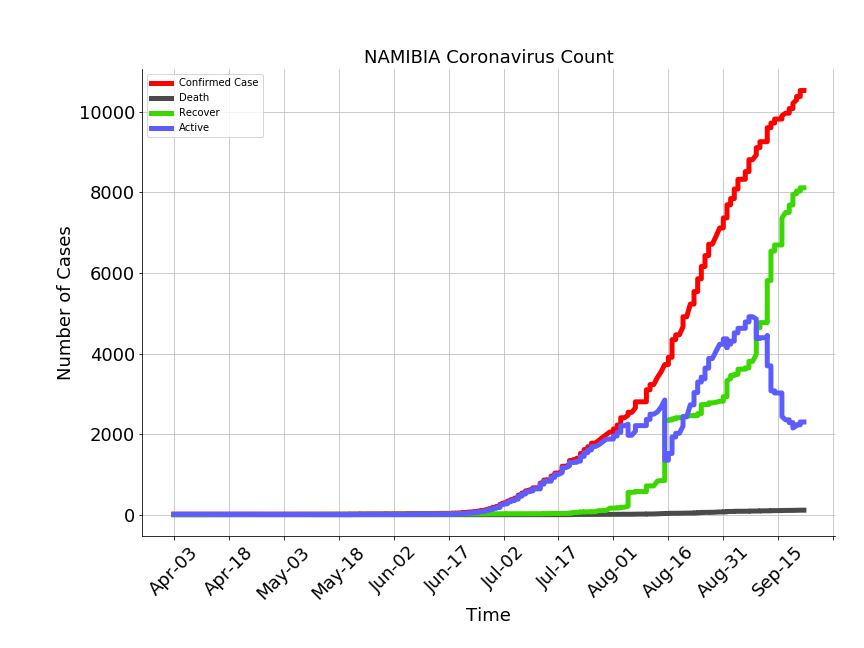 NAMIBIA Coronavirus Count
Confirmed Case
Death
Recover
Active
10000
8000
6000
4000
2000
0
Number of Cases
Apr-03
Apr-18
May-03
May-18
Jun-02
Jun-17
Jul-02
Jul-17
Aug-01
Aug-16
Aug-31
Sep-15
Time